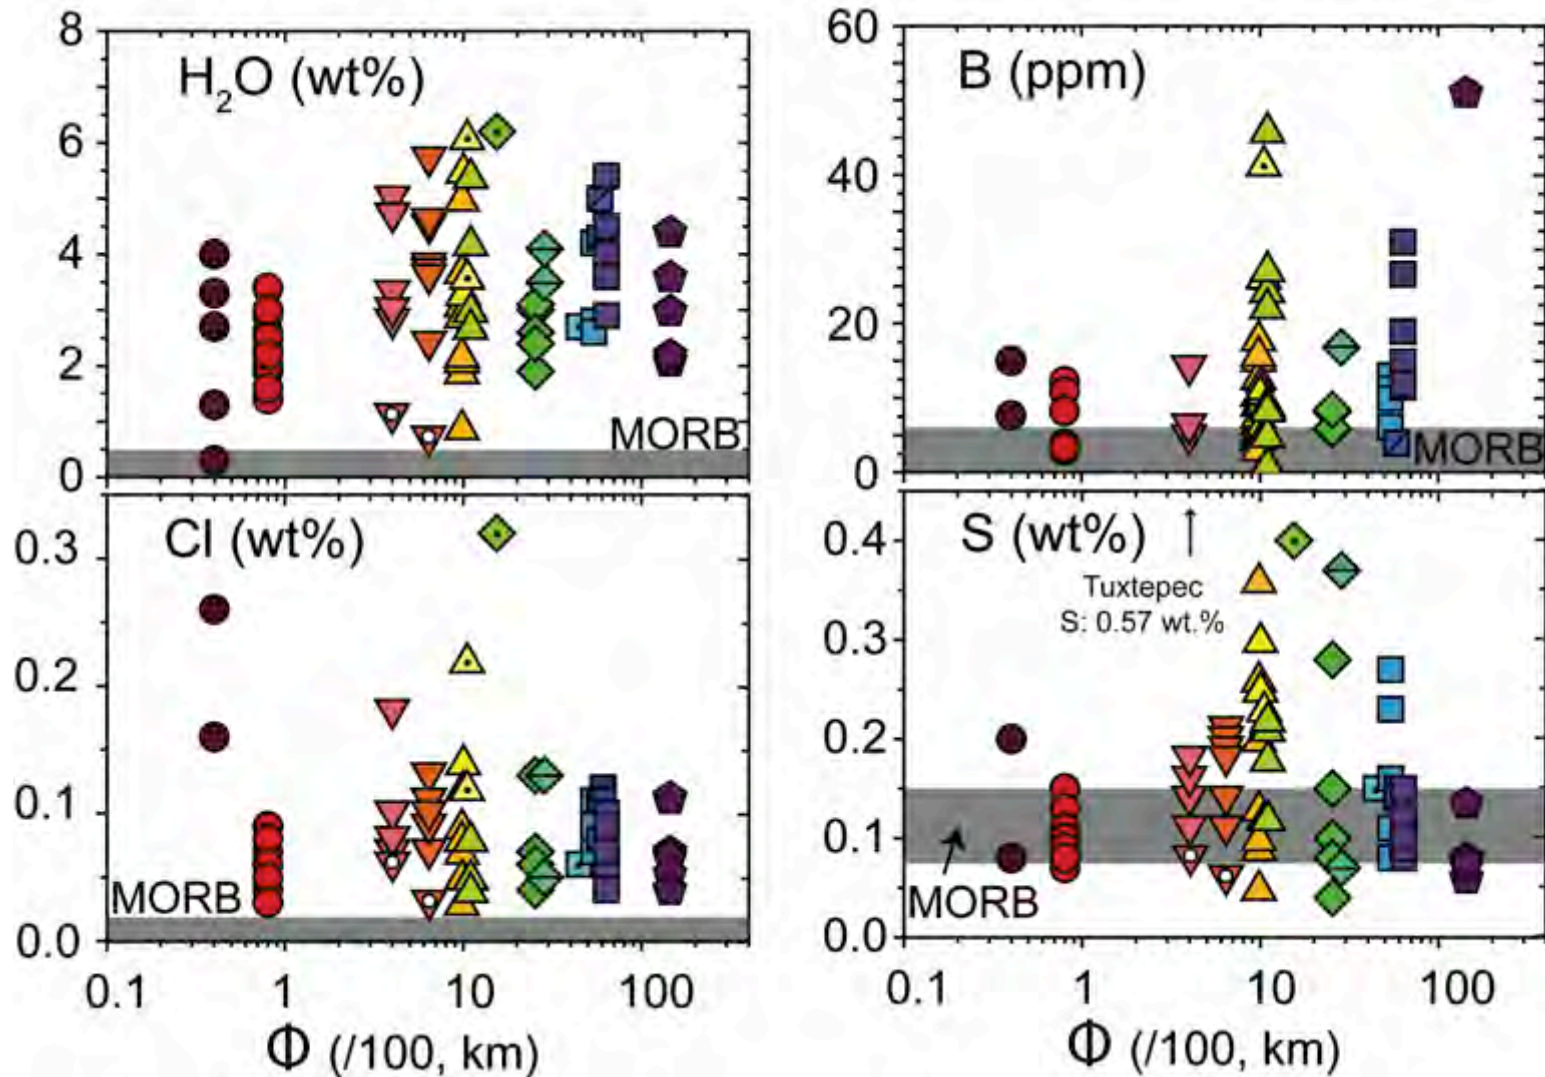 H₂O (wt%)
8
6
4
2
0
MORB
B (ppm)
60
40
20
0
MORB
Cl (wt%)
0.3
0.2
0.1
0.0
MORB
0.1
1
10
100
Φ (/100, km)
S (wt%)
Tuxtepec
S: 0.57 wt.%
0.4
0.3
0.2
0.1
0.0
MORB
0.1
1
10
100
Φ (/100, km)